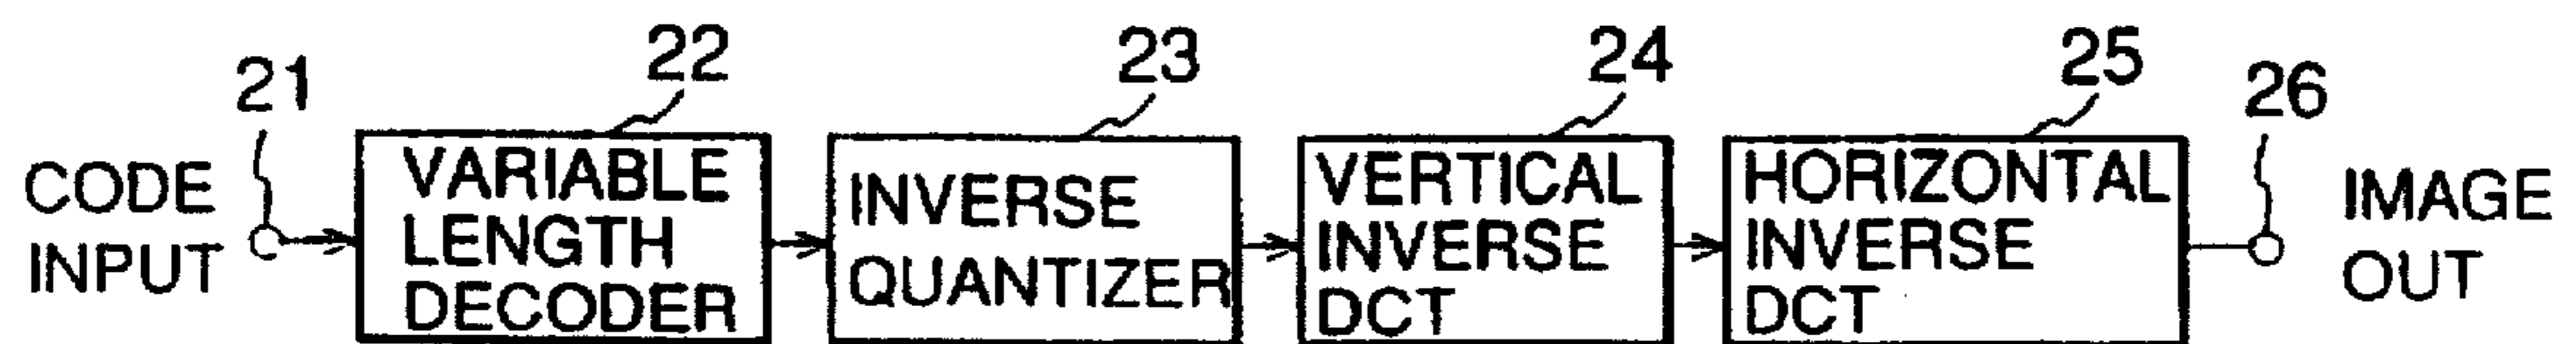 21
22
23
24
25
26
CODE
INPUT
VARIABLE
LENGTH
DECODER
INVERSE
QUANTIZER
VERTICAL
INVERSE
DCT
HORIZONTAL
INVERSE
DCT
IMAGE
OUT